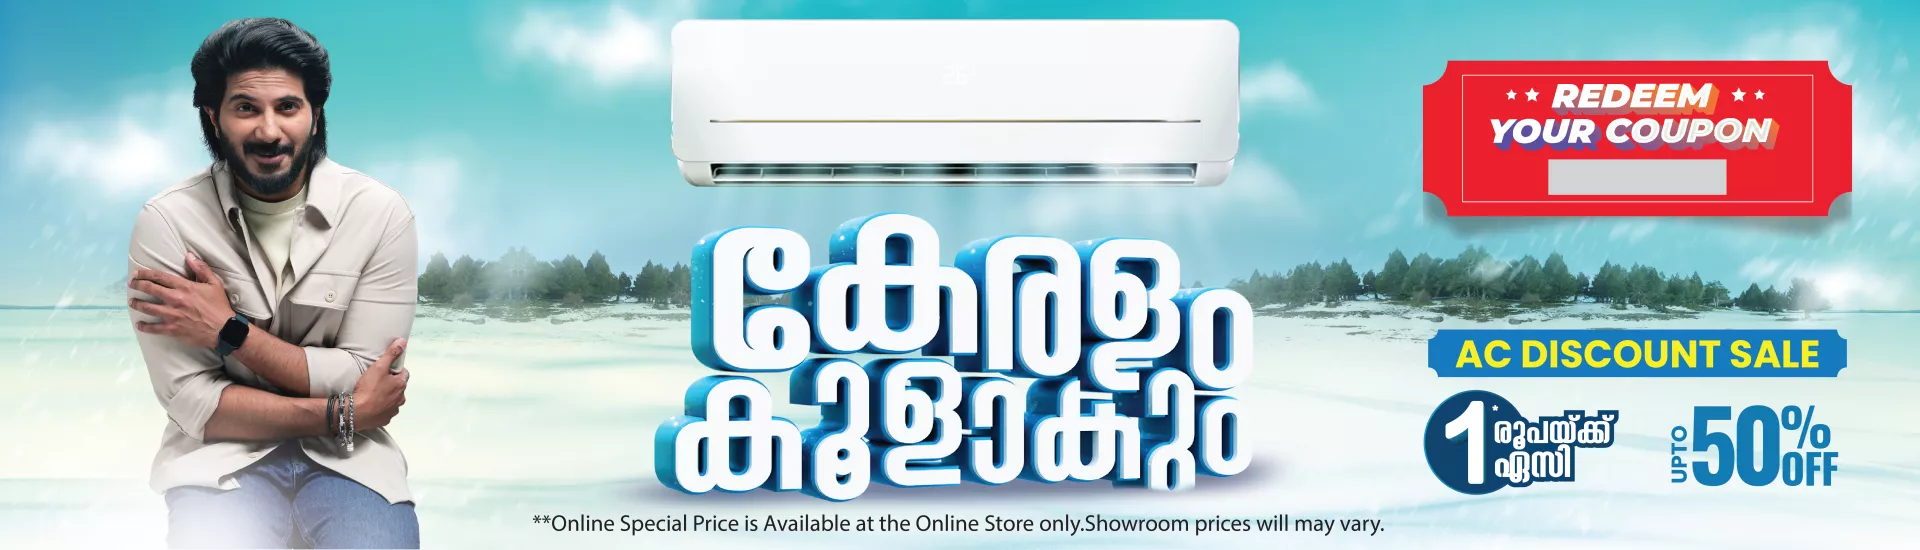 REDEEM
YOUR COUPON
കേരളം
കൂളാകും
AC DISCOUNT SALE
1* രൂപയ്ക്ക്
ഏസി
UPTO 50% OFF
**Online Special Price is Available at the Online Store only.Showroom prices will may vary.